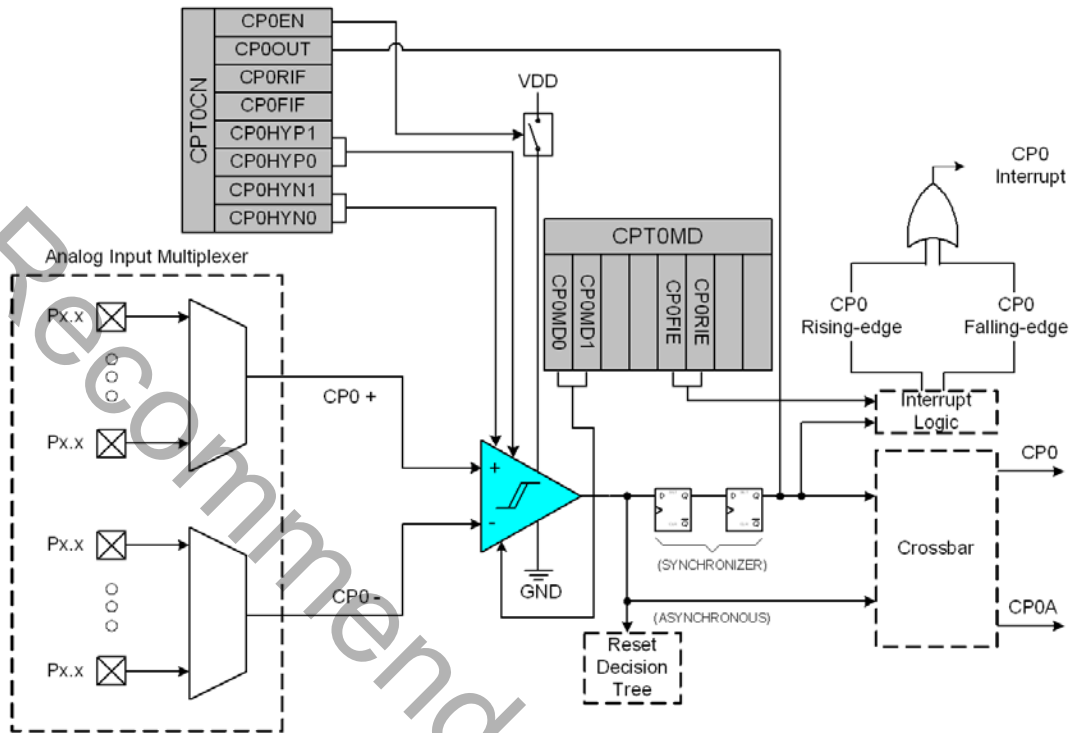 CPT0CN
CP0EN
CP0OUT
CP0RIF
CP0FIF
CP0HYP1
CP0HYP0
CP0HYN1
CP0HYN0
VDD
CPT0MD
CP0MD0
CP0MD1
CP0FIE
CP0RIE
CP0
Interrupt
CP0
Rising-edge
CP0
Falling-edge
Interrupt
Logic
Analog Input Multiplexer
Px.x
Px.x
CP0 +
+
-
GND
D Q
Q
D Q
Q
(SYNCHRONIZER)
(ASYNCHRONOUS)
Reset
Decision
Tree
Crossbar
CP0
CP0A
Px.x
CP0 -
Px.x
Recommend